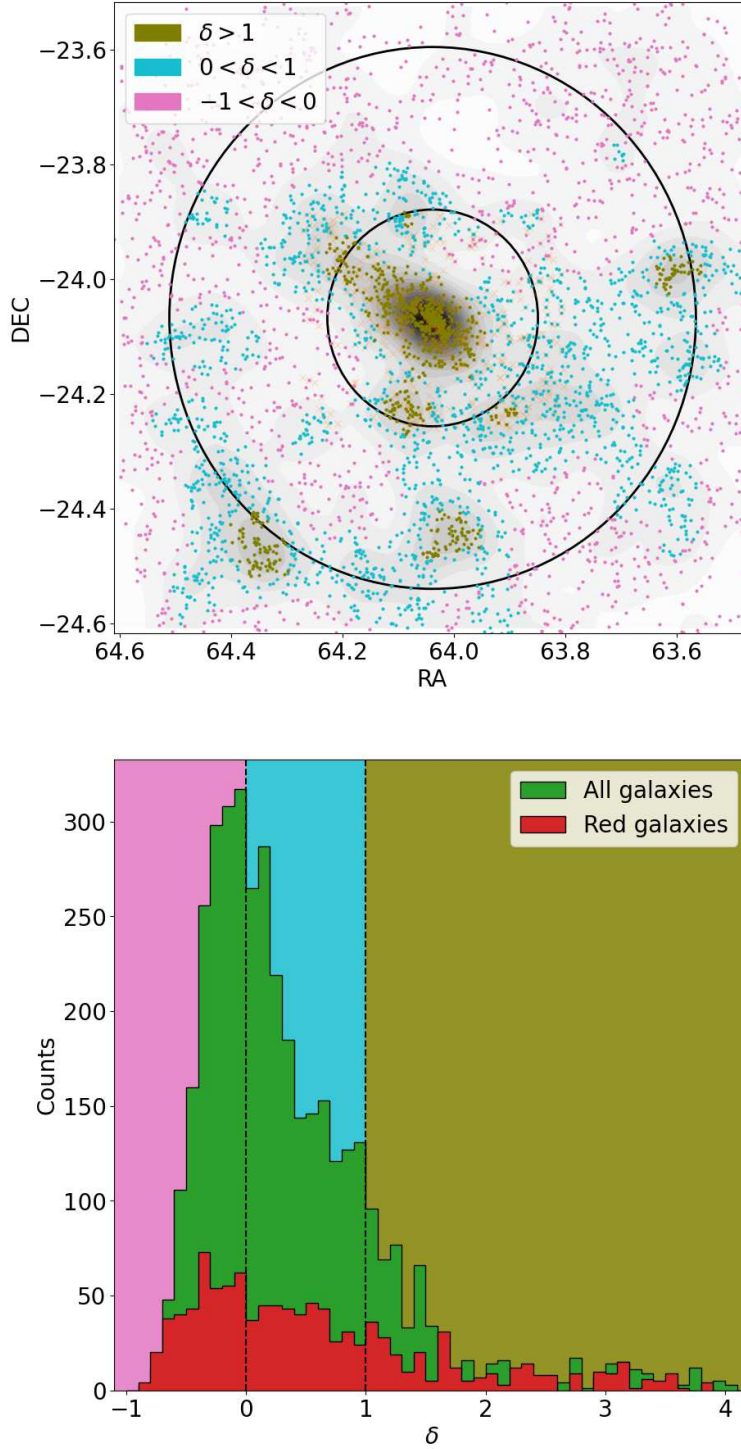 δ > 1
0 < δ < 1
−1 < δ < 0
−23.6
−23.8
−24.0
−24.2
−24.4
−24.6
DEC
64.6 64.4 64.2 64.0 63.8 63.6
RA
All galaxies
Red galaxies
300
250
200
150
100
50
0
Counts
−1 0 1 2 3 4
δ